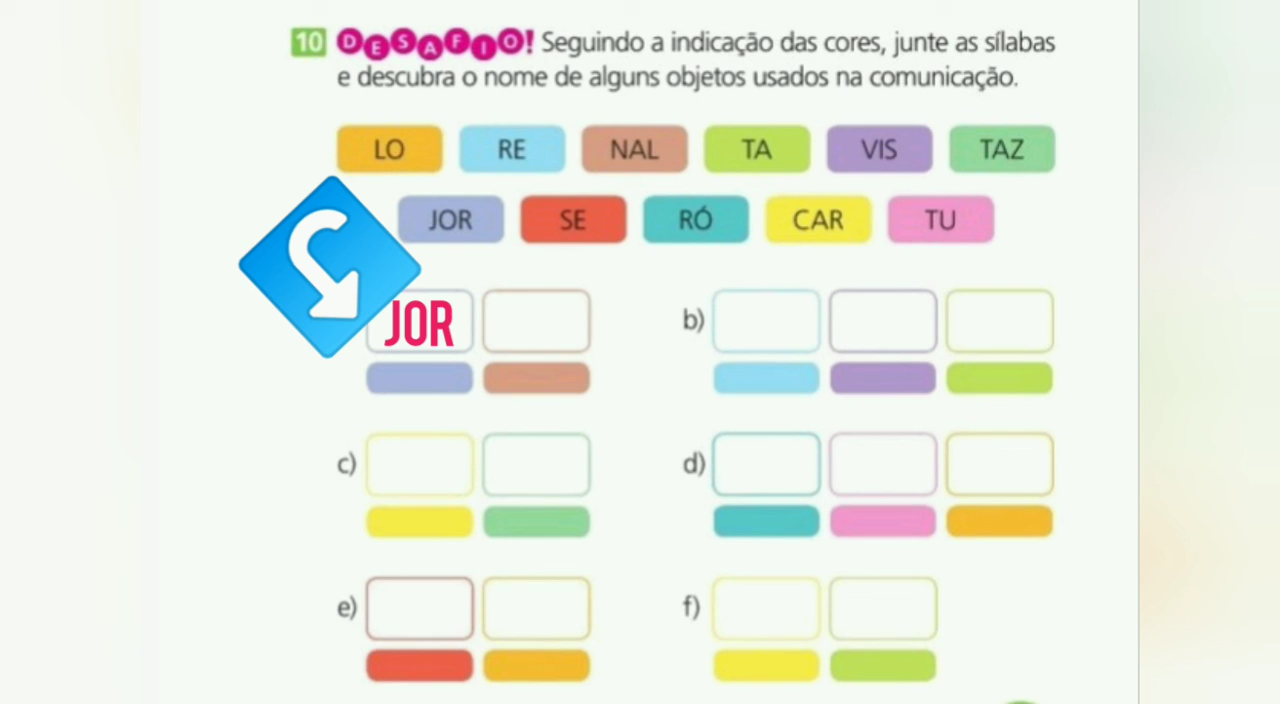 10 DESAFIO! Seguindo a indicação das cores, junte as sílabas
e descubra o nome de alguns objetos usados na comunicação.
LO RE NAL TA VIS TAZ
JOR SE RÓ CAR TU
JOR b)
c) d)
e) f)